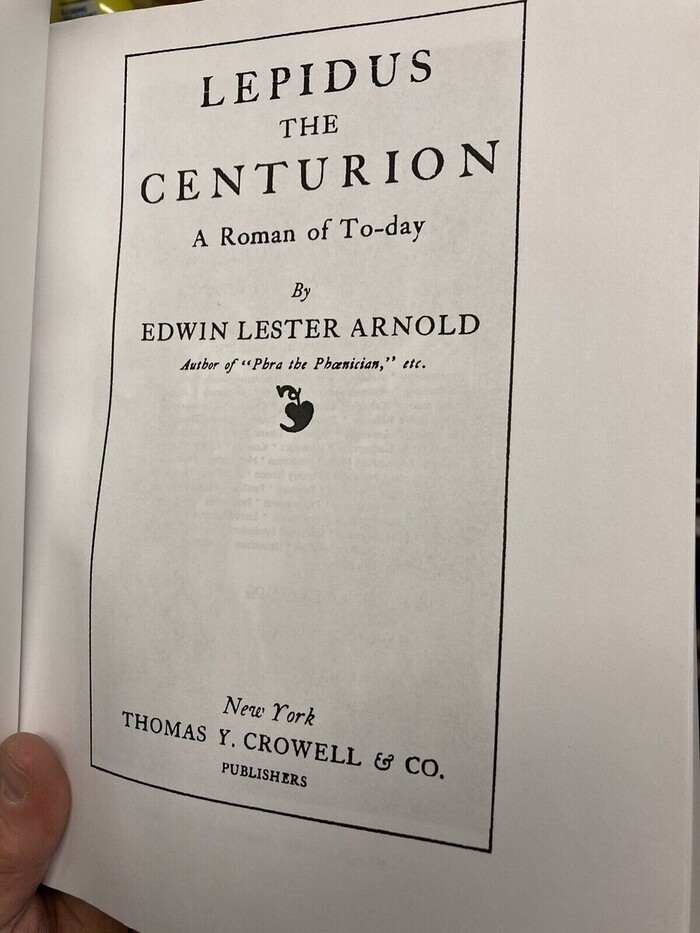 LEPIDUS
THE
CENTURION
A Roman of To-day
By
EDWIN LESTER ARNOLD
Author of "Phra the Phœnician," etc.
New York
THOMAS Y. CROWELL & CO.
PUBLISHERS